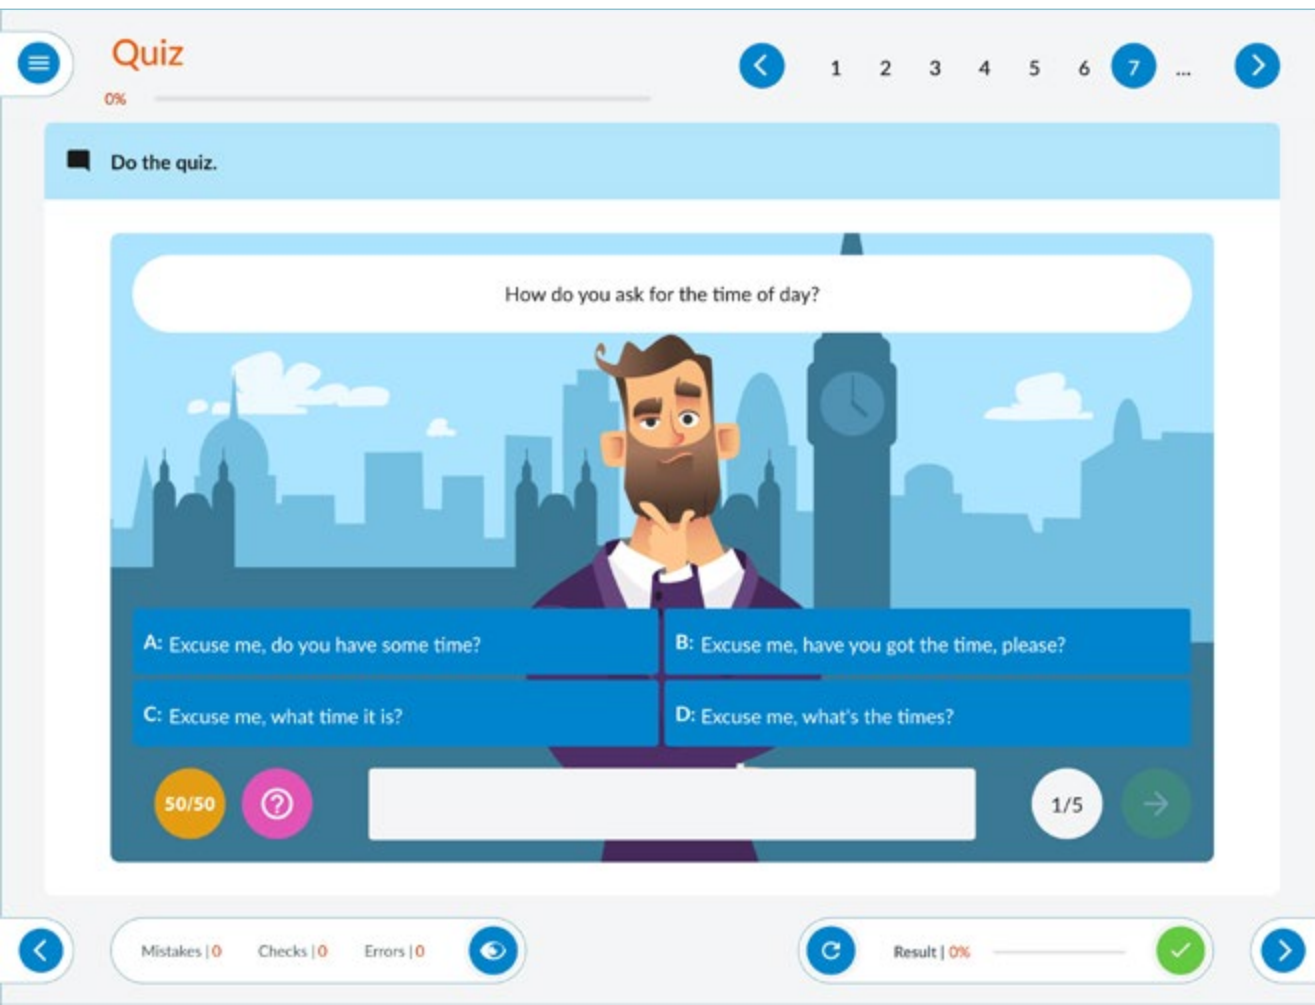 Quiz
0%
1 2 3 4 5 6 7 ...
Do the quiz.
How do you ask for the time of day?
A: Excuse me, do you have some time?
B: Excuse me, have you got the time, please?
C: Excuse me, what time it is?
D: Excuse me, what's the times?
50/50
?
1/5
Mistakes | 0 Checks | 0 Errors | 0
Result | 0%